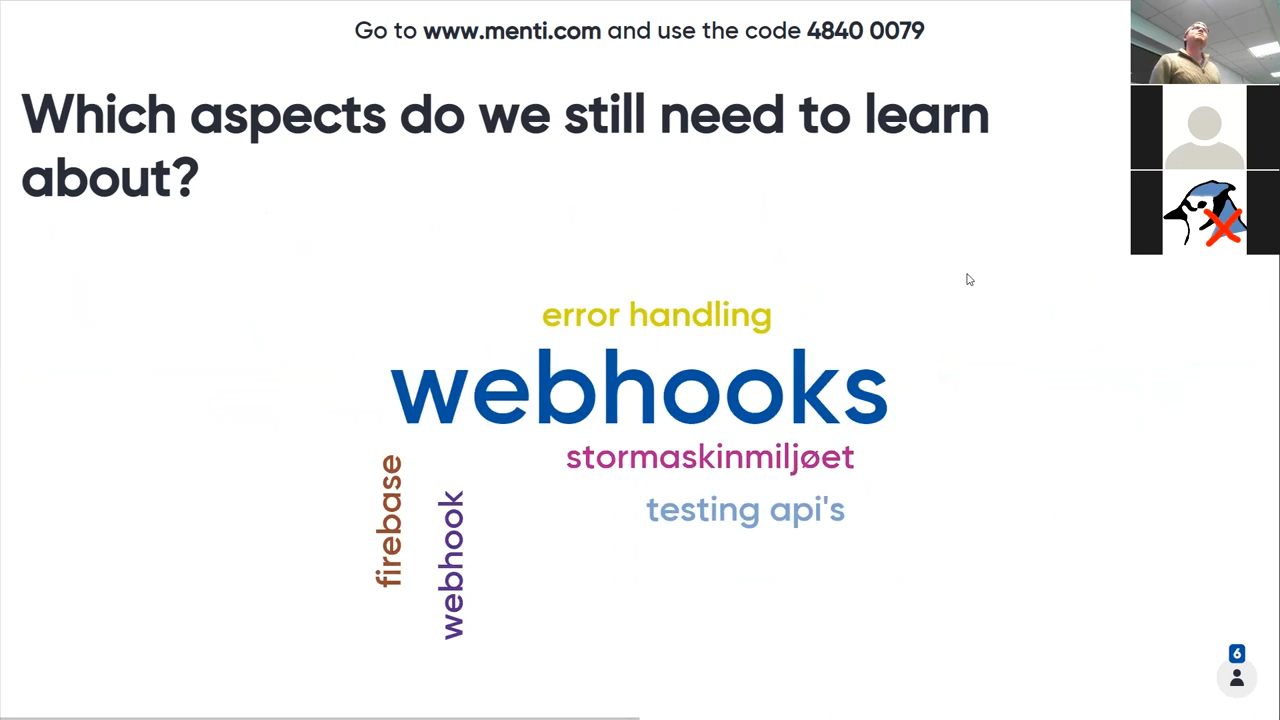 Go to www.menti.com and use the code 4840 0079
Which aspects do we still need to learn
about?
error handling
webhooks
stormaskinmiljøet
testing api's
firebase
webhook
6